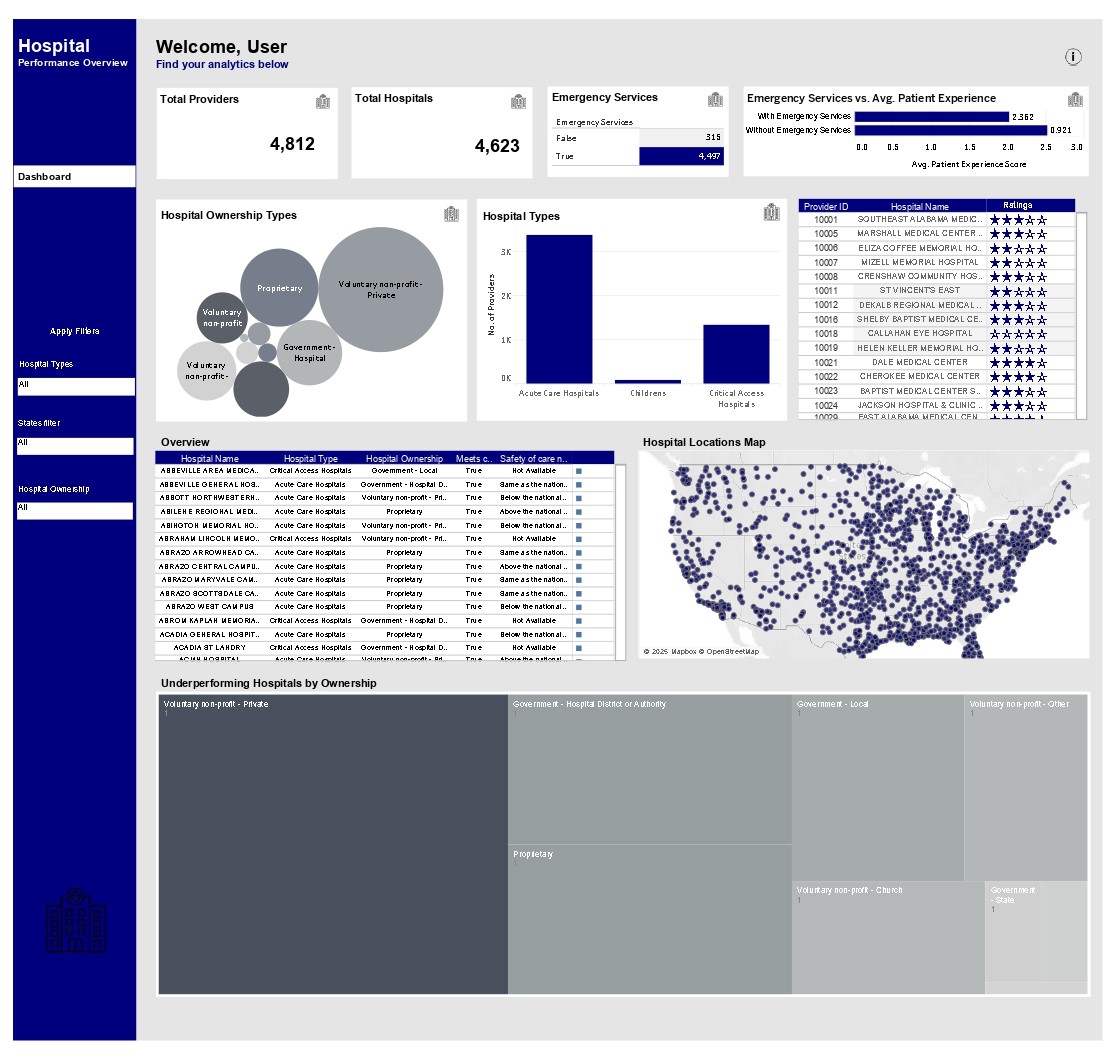 Hospital
Performance Overview
Dashboard
Apply Filters
Hospital Types
All
States filter
All
Hospital Ownership
All
Welcome, User
Find your analytics below
i
Total Providers
4,812
Total Hospitals
4,623
Emergency Services
Emergency Services
False 315
True 4,497
Emergency Services vs. Avg. Patient Experience
With Emergency Services 2.362
Without Emergency Services 0.921
0.0 0.5 1.0 1.5 2.0 2.5 3.0
Avg. Patient Experience Score
Hospital Ownership Types
Voluntary non-profit -
Private
Proprietary
Voluntary
non-profit
Government -
Hospital
Voluntary
non-profit -
Hospital Types
No. of Providers
3K
2K
1K
0K
Acute Care Hospitals
Childrens
Critical Access
Hospitals
Provider ID Hospital Name Ratings
10001 SOUTHEAST ALABAMA MEDIC.. ★★★☆☆
10005 MARSHALL MEDICAL CENTER .. ★★★☆☆
10006 ELIZA COFFEE MEMORIAL HO.. ★★☆☆☆
10007 MIZELL MEMORIAL HOSPITAL ★★☆☆☆
10008 CRENSHAW COMMUNITY HOS.. ★★★☆☆
10011 ST VINCENT'S EAST ★★☆☆☆
10012 DEKALB REGIONAL MEDICAL .. ★★★☆☆
10016 SHELBY BAPTIST MEDICAL CE.. ★★★☆☆
10018 CALLAHAN EYE HOSPITAL ☆☆☆☆☆
10019 HELEN KELLER MEMORIAL HO.. ★★☆☆☆
10021 DALE MEDICAL CENTER ★★★★☆
10022 CHEROKEE MEDICAL CENTER ★★★★☆
10023 BAPTIST MEDICAL CENTER S.. ★★★☆☆
10024 JACKSON HOSPITAL & CLINIC .. ★★★★☆
10029 EAST ALABAMA MEDICAL CEN..
Overview
Hospital Name Hospital Type Hospital Ownership Meets c.. Safety of care n..
ABBEVILLE AREA MEDICA.. Critical Access Hospitals Government - Local True Not Available
ABBEVILLE GENERAL HOS.. Acute Care Hospitals Government - Hospital D.. True Same as the nation..
ABBOTT NORTHWESTERN H.. Acute Care Hospitals Voluntary non-profit - Pri.. True Below the national..
ABILENE REGIONAL MEDI.. Acute Care Hospitals Proprietary True Above the national ..
ABINGTON MEMORIAL HO.. Acute Care Hospitals Voluntary non-profit - Pri.. True Below the national..
ABRAHAM LINCOLN MEMO.. Critical Access Hospitals Voluntary non-profit - Pri.. True Not Available
ABRAZO ARROWHEAD CA.. Acute Care Hospitals Proprietary True Same as the nation..
ABRAZO CENTRAL CAMPU.. Acute Care Hospitals Proprietary True Above the national ..
ABRAZO MARYVALE CAM.. Acute Care Hospitals Proprietary True Same as the nation..
ABRAZO SCOTTSDALE CA.. Acute Care Hospitals Proprietary True Same as the nation..
ABRAZO WEST CAMPUS Acute Care Hospitals Proprietary True Below the national..
ABROM KAPLAN MEMORIA.. Critical Access Hospitals Government - Hospital D.. True Not Available
ACADIA GENERAL HOSPIT.. Acute Care Hospitals Proprietary True Below the national..
ACADIA ST LANDRY Critical Access Hospitals Government - Hospital D.. True Not Available
Acute Care Hospitals Voluntary non-profit - Pri.. True Above the national ..
Hospital Locations Map
© 2025 Mapbox © OpenStreetMap
Underperforming Hospitals by Ownership
Voluntary non-profit - Private
1
Government - Hospital District or Authority
1
Proprietary
Government - Local
1
Voluntary non-profit - Other
1
Voluntary non-profit - Church
1
Government
- State
1